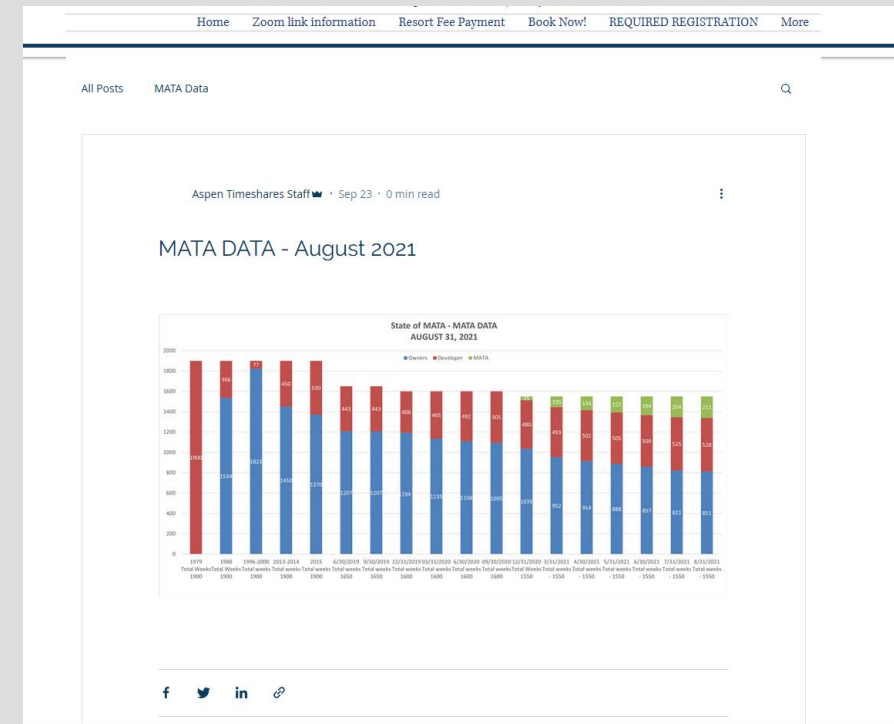 Home Zoom link information Resort Fee Payment Book Now! REQUIRED REGISTRATION More
All Posts MATA Data
Aspen Timeshares Staff · Sep 23 · 0 min read
MATA DATA - August 2021
State of MATA - MATA DATA
AUGUST 31, 2021
Owners Developer MATA
2000
1800
1600
1400
1200
1000
800
600
400
200
0
1900
366 1534
77 1823
450 1450
530 1370
443 1207
443 1207
406 1194
465 1135
492 1108
505 1095
480 1035
105 493 952
134 502 914
157 505 888
184 509 857
204 525 821
211 528 811
1979 1988 1996-2000 2013-2014 2015 6/30/2019 9/30/2019 12/31/2019 03/31/2020 6/30/2020 09/30/2020 12/31/2020 3/31/2021 4/30/2021 5/31/2021 6/30/2021 7/31/2021 8/31/2021
Total Weeks Total weeks Total weeks Total weeks Total weeks Total weeks Total weeks Total weeks Total weeks Total weeks Total weeks Total Weeks Total weeks Total weeks Total weeks Total weeks Total weeks Total weeks
1900 1900 1900 1900 1900 1650 1650 1600 1600 1600 1600 1550 - 1550 - 1550 - 1550 - 1550 - 1550 - 1550